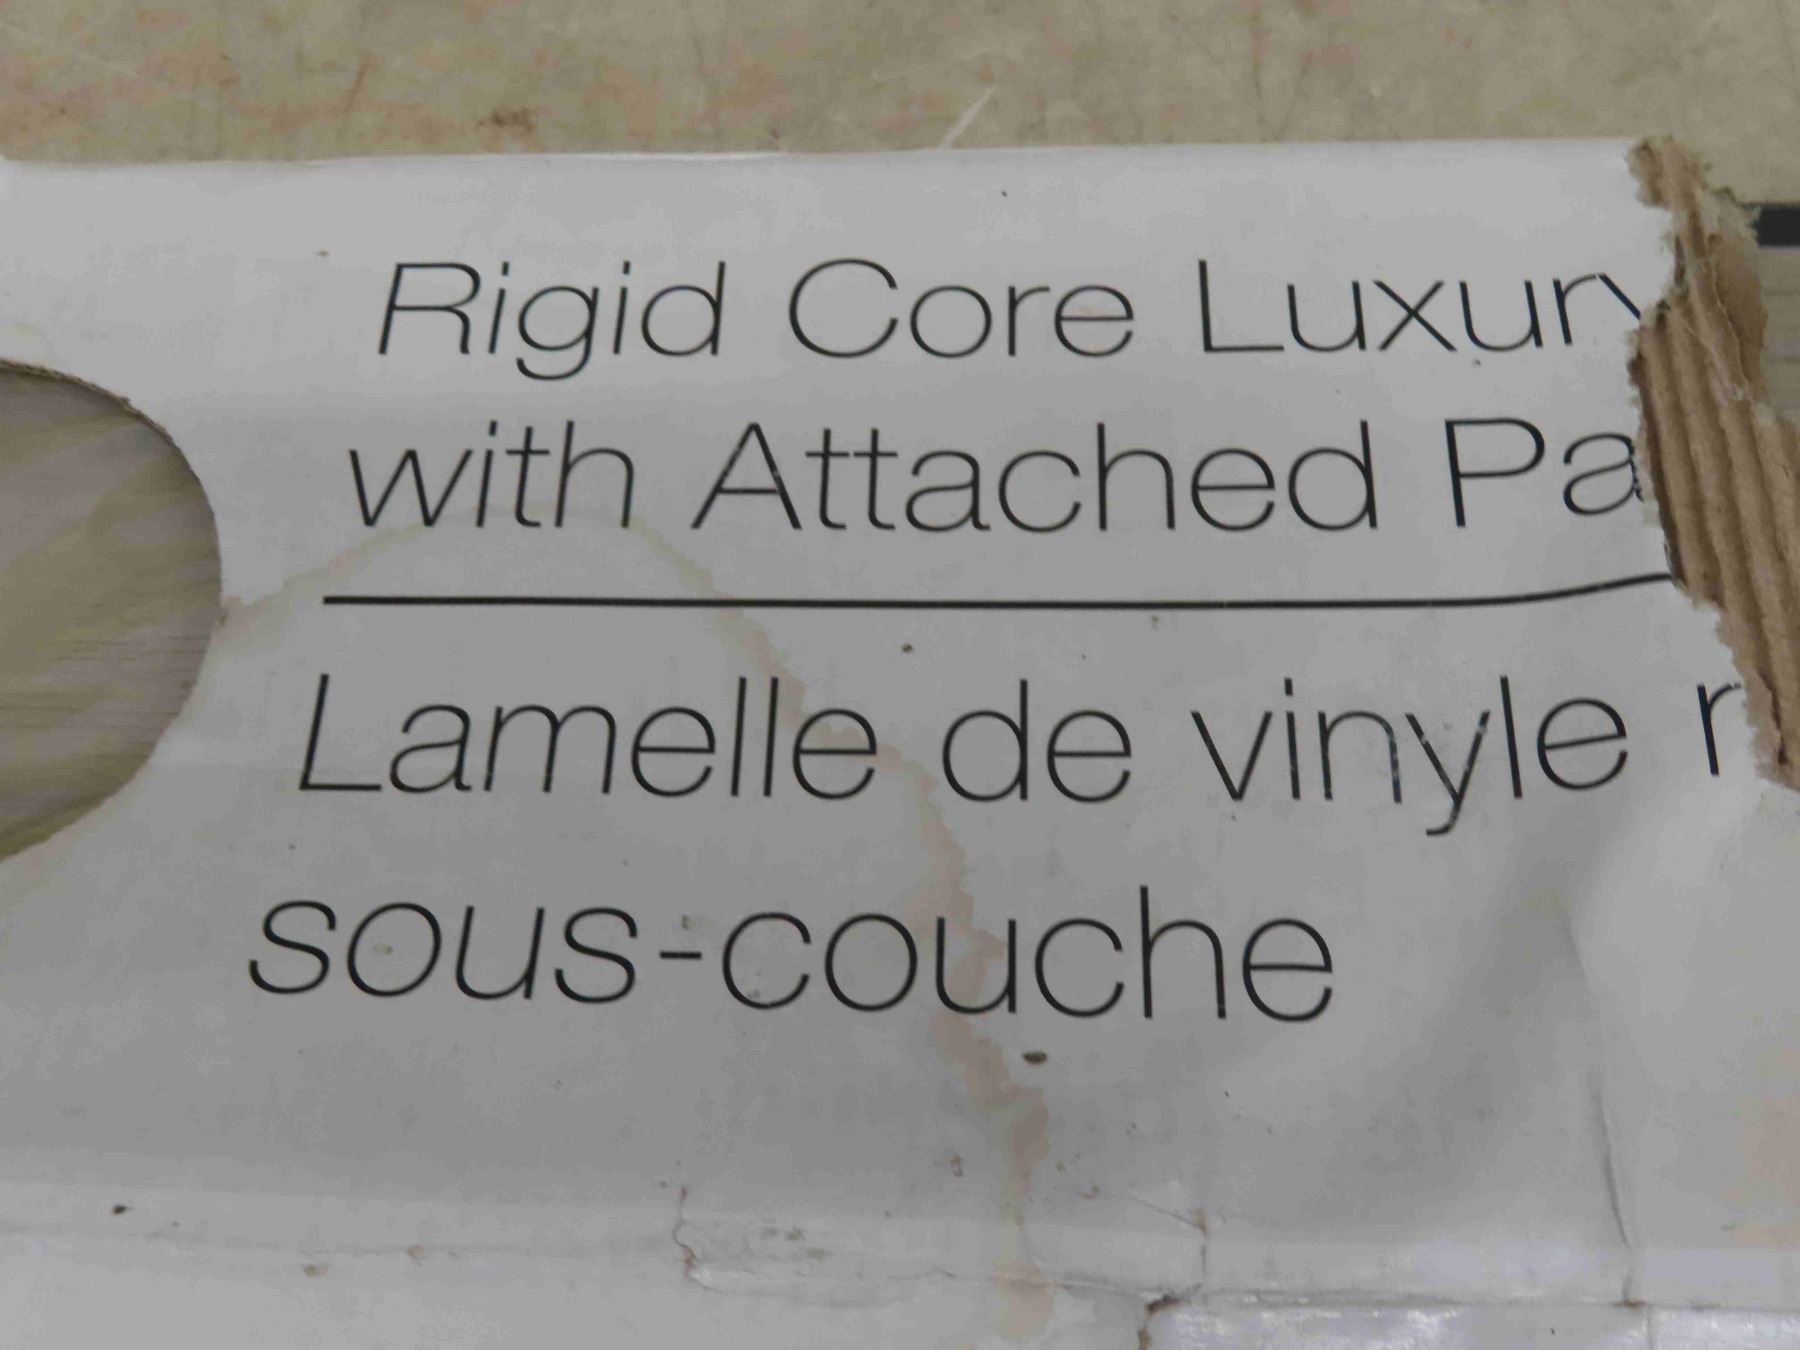 Rigid Core Luxury
with Attached Pa
Lamelle de vinyle r
sous-couche